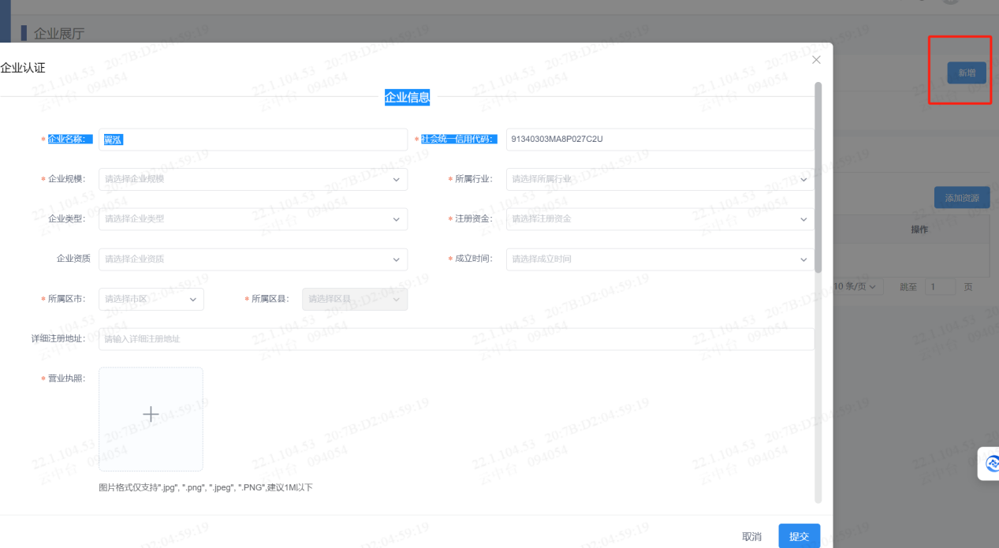 企业展厅
企业认证
新增
企业信息
* 企业名称: 翼泓 * 社会统一信用代码: 91340303MA8P027C2U
* 企业规模: 请选择企业规模 * 所属行业: 请选择所属行业
企业类型: 请选择企业类型 * 注册资金: 请选择注册资金
添加资源
操作
企业资质 请选择企业资质 * 成立时间: 请选择成立时间
10 条/页 跳至 1 页
* 所属区市: 请选择市区 * 所属区县: 请选择区县
详细注册地址: 请输入详细注册地址
* 营业执照:
图片格式仅支持".jpg", ".png", ".jpeg", ".PNG",建议1M以下
取消 提交
22.1.104.53 20:7B:D2:04:59:19
云中台 094054